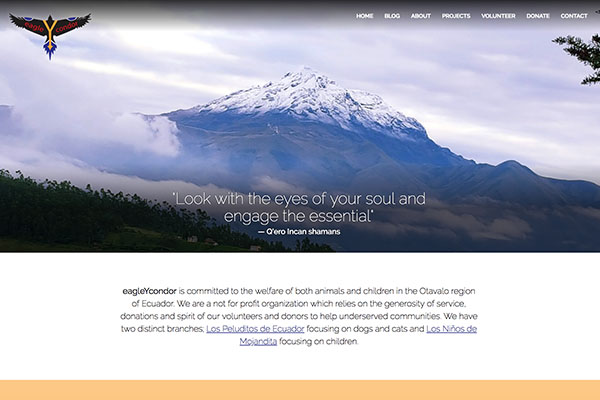 eagle Y condor
HOME BLOG ABOUT PROJECTS VOLUNTEER DONATE CONTACT
"Look with the eyes of your soul and
engage the essential"
— Q'ero Incan shamans
eagleYcondor is committed to the welfare of both animals and children in the Otavalo region
of Ecuador. We are a not for profit organization which relies on the generosity of service,
donations and spirit of our volunteers and donors to help underserved communities. We have
two distinct branches; Los Peluditos de Ecuador focusing on dogs and cats and Los Niños de
Mojandita focusing on children.